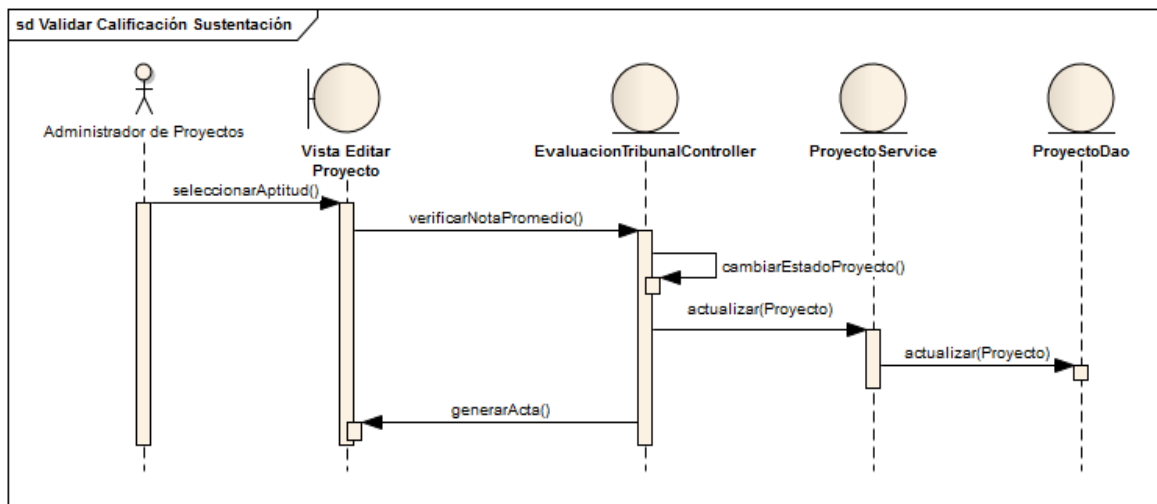 sd Validar Calificación Sustentación
Administrador de Proyectos
Vista Editar
Proyecto
EvaluacionTribunalController
ProyectoService
ProyectoDao
seleccionarAptitud()
verificarNotaPromedio()
cambiarEstadoProyecto()
actualizar(Proyecto)
actualizar(Proyecto)
generarActa()